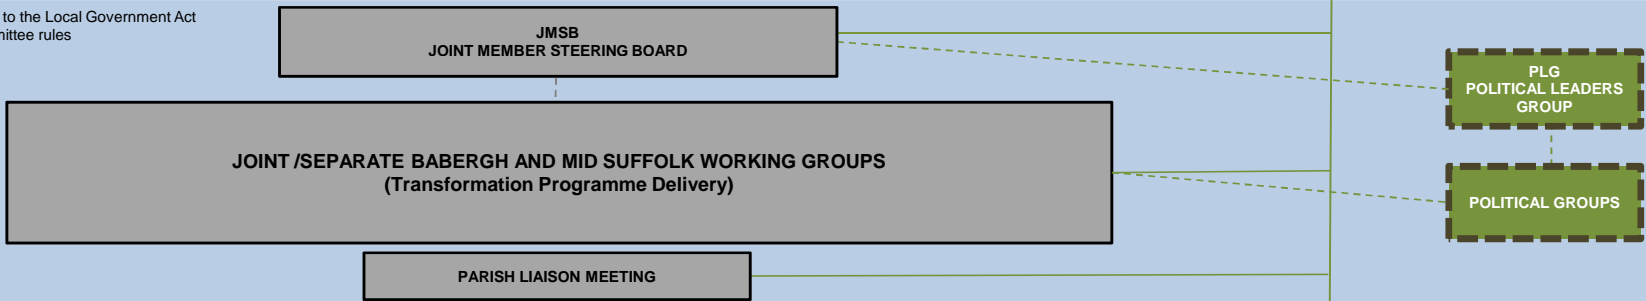 to the Local Government Act
JMSB
JOINT MEMBER STEERING BOARD
PLG
POLITICAL LEADERS
GROUP
JOINT /SEPARATE BABERGH AND MID SUFFOLK WORKING GROUPS
(Transformation Programme Delivery)
POLITICAL GROUPS
PARISH LIAISON MEETING
rules